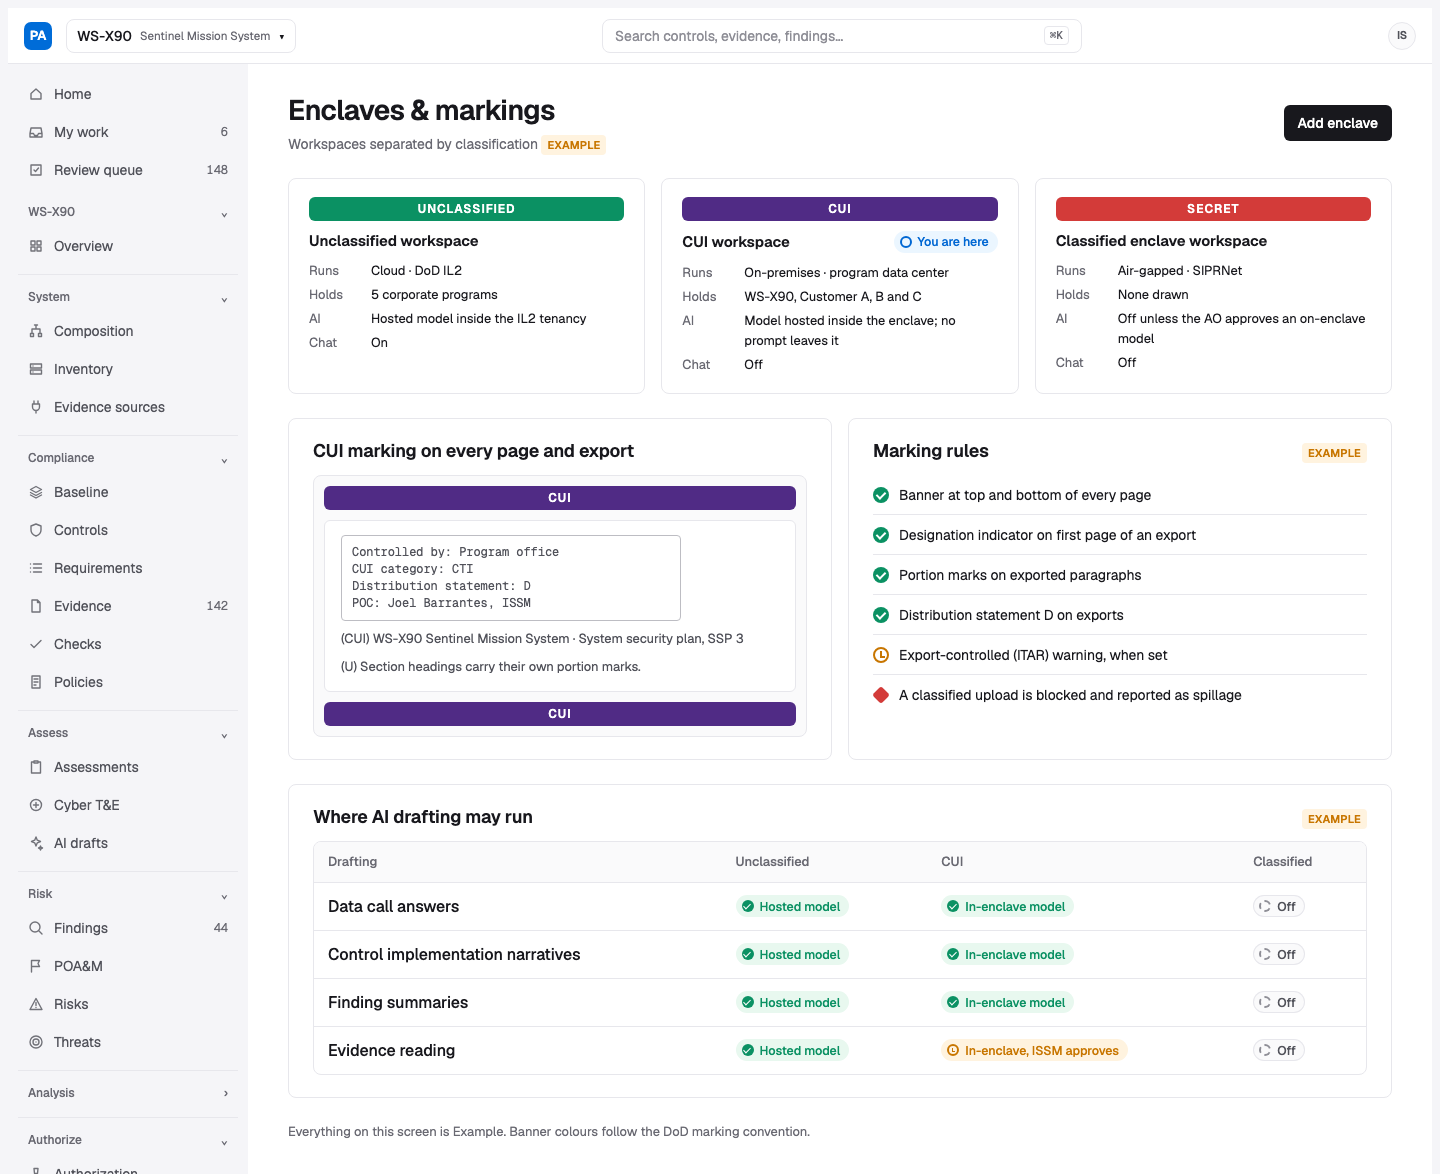 PA
WS-X90 Sentinel Mission System
Search controls, evidence, findings...
⌘K
IS
Home
My work 6
Review queue 148
WS-X90
Overview
System
Composition
Inventory
Evidence sources
Compliance
Baseline
Controls
Requirements
Evidence 142
Checks
Policies
Assess
Assessments
Cyber T&E
AI drafts
Risk
Findings 44
POA&M
Risks
Threats
Analysis
Authorize
Authorization
Enclaves & markings
Workspaces separated by classification EXAMPLE
Add enclave
UNCLASSIFIED
Unclassified workspace
Runs Cloud · DoD IL2
Holds 5 corporate programs
AI Hosted model inside the IL2 tenancy
Chat On
CUI
CUI workspace You are here
Runs On-premises · program data center
Holds WS-X90, Customer A, B and C
AI Model hosted inside the enclave; no
prompt leaves it
Chat Off
SECRET
Classified enclave workspace
Runs Air-gapped · SIPRNet
Holds None drawn
AI Off unless the AO approves an on-enclave
model
Chat Off
CUI marking on every page and export
CUI
Controlled by: Program office
CUI category: CTI
Distribution statement: D
POC: Joel Barrantes, ISSM
(CUI) WS-X90 Sentinel Mission System · System security plan, SSP 3
(U) Section headings carry their own portion marks.
CUI
Marking rules EXAMPLE
Banner at top and bottom of every page
Designation indicator on first page of an export
Portion marks on exported paragraphs
Distribution statement D on exports
Export-controlled (ITAR) warning, when set
A classified upload is blocked and reported as spillage
Where AI drafting may run EXAMPLE
Drafting Unclassified CUI Classified
Data call answers Hosted model In-enclave model Off
Control implementation narratives Hosted model In-enclave model Off
Finding summaries Hosted model In-enclave model Off
Evidence reading Hosted model In-enclave, ISSM approves Off
Everything on this screen is Example. Banner colours follow the DoD marking convention.